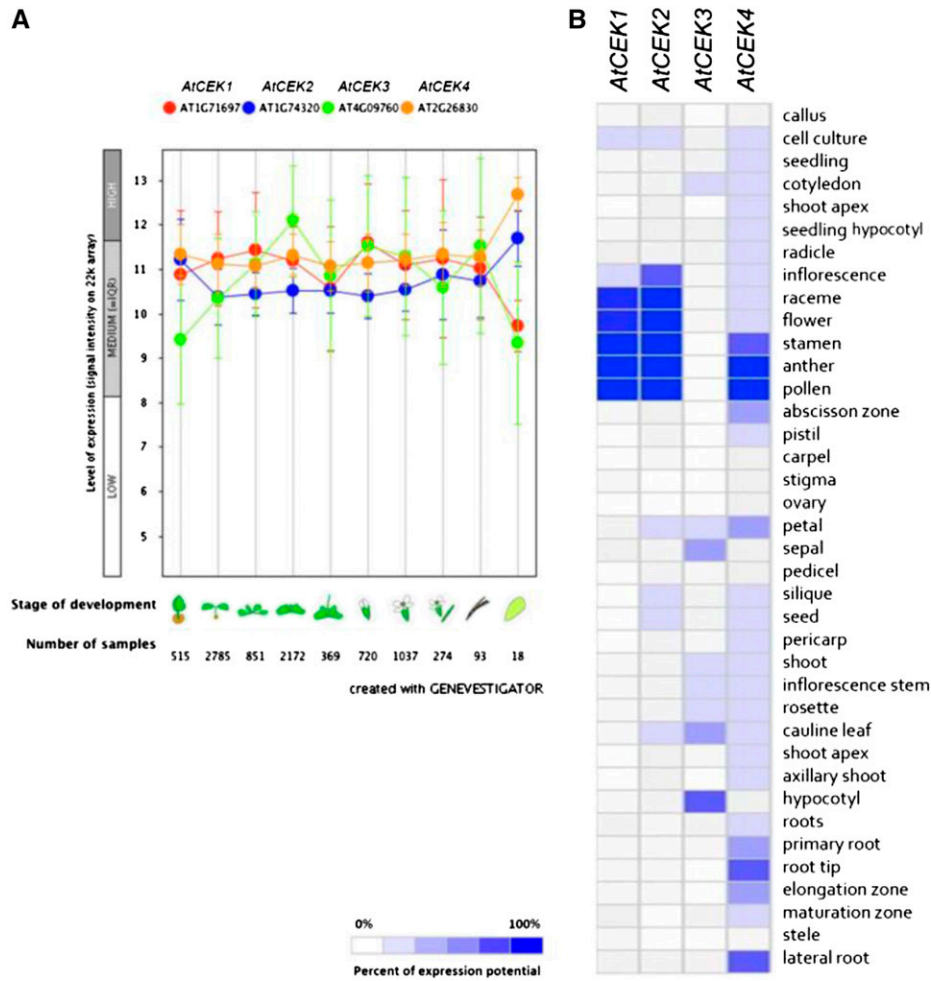 A
AtCEK1 AtCEK2 AtCEK3 AtCEK4
AT1G71697 AT1G74320 AT4G09760 AT2G26830
Level of expression (signal intensity on 22k array)
HIGH
MEDIUM (=IQR)
LOW
13
12
11
10
9
8
7
6
5
Stage of development
Number of samples
515 2785 851 2172 369 720 1037 274 93 18
created with GENEVESTIGATOR
0% 100%
Percent of expression potential
B
AtCEK1 AtCEK2 AtCEK3 AtCEK4
callus
cell culture
seedling
cotyledon
shoot apex
seedling hypocotyl
radicle
inflorescence
raceme
flower
stamen
anther
pollen
abscisson zone
pistil
carpel
stigma
ovary
petal
sepal
pedicel
silique
seed
pericarp
shoot
inflorescence stem
rosette
cauline leaf
shoot apex
axillary shoot
hypocotyl
roots
primary root
root tip
elongation zone
maturation zone
stele
lateral root